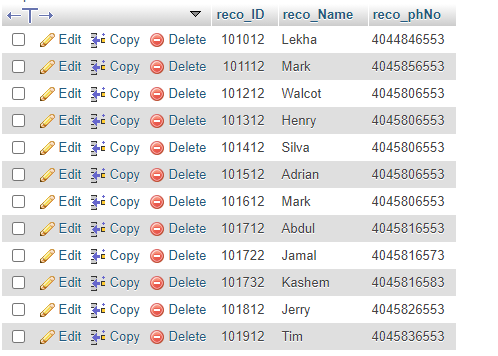 reco_ID reco_Name reco_phNo
Edit Copy Delete 101012 Lekha 4044846553
Edit Copy Delete 101112 Mark 4045856553
Edit Copy Delete 101212 Walcot 4045806553
Edit Copy Delete 101312 Henry 4045806553
Edit Copy Delete 101412 Silva 4045806553
Edit Copy Delete 101512 Adrian 4045806553
Edit Copy Delete 101612 Mark 4045806553
Edit Copy Delete 101712 Abdul 4045816553
Edit Copy Delete 101722 Jamal 4045816573
Edit Copy Delete 101732 Kashem 4045816583
Edit Copy Delete 101812 Jerry 4045826553
Edit Copy Delete 101912 Tim 4045836553